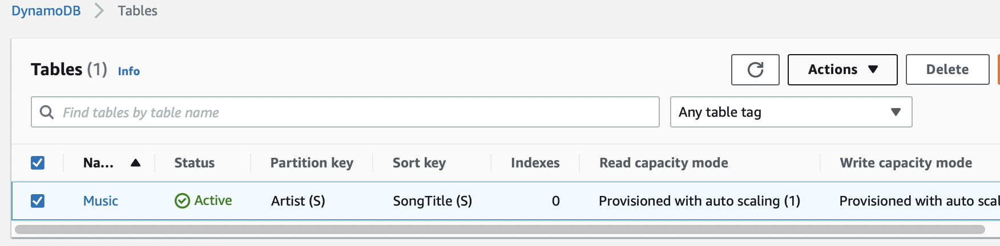 DynamoDB > Tables
Tables (1) Info
Actions ▼ Delete
Find tables by table name
Any table tag ▼
Na... ▲ Status Partition key Sort key Indexes Read capacity mode Write capacity mode
Music Active Artist (S) SongTitle (S) 0 Provisioned with auto scaling (1) Provisioned with auto scal